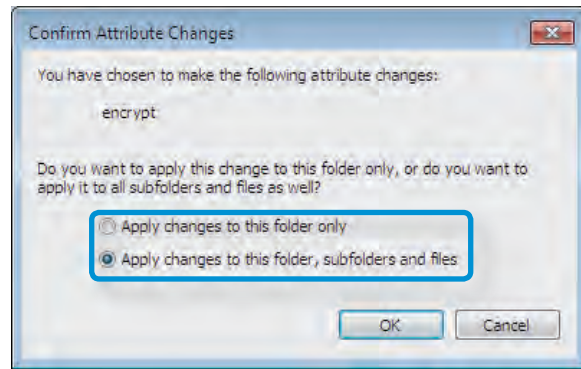 Confirm Attribute Changes
You have chosen to make the following attribute changes:
encrypt
Do you want to apply this change to this folder only, or do you want to
apply it to all subfolders and files as well?
Apply changes to this folder only
Apply changes to this folder, subfolders and files
OK
Cancel